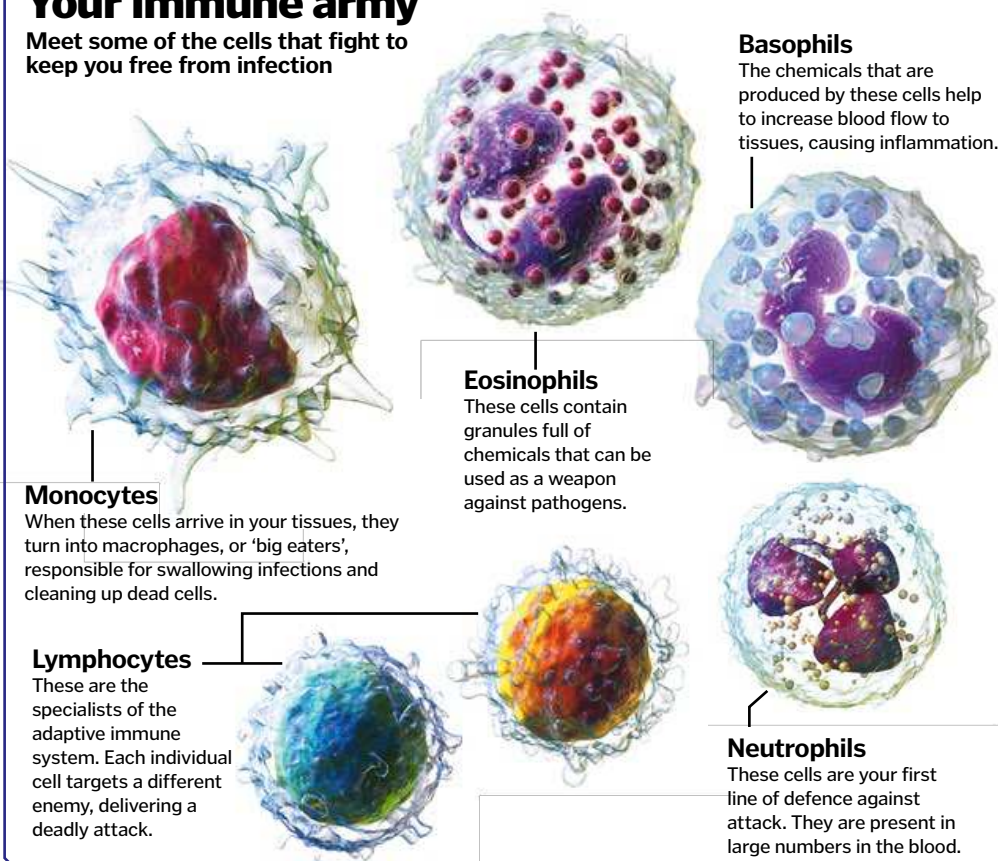 Your immune army
Meet some of the cells that fight to
keep you free from infection
Basophils
The chemicals that are
produced by these cells help
to increase blood flow to
tissues, causing inflammation.
Eosinophils
These cells contain
granules full of
chemicals that can be
used as a weapon
against pathogens.
Monocytes
When these cells arrive in your tissues, they
turn into macrophages, or ‘big eaters’,
responsible for swallowing infections and
cleaning up dead cells.
Lymphocytes
These are the
specialists of the
adaptive immune
system. Each individual
cell targets a different
enemy, delivering a
deadly attack.
Neutrophils
These cells are your first
line of defence against
attack. They are present in
large numbers in the blood.